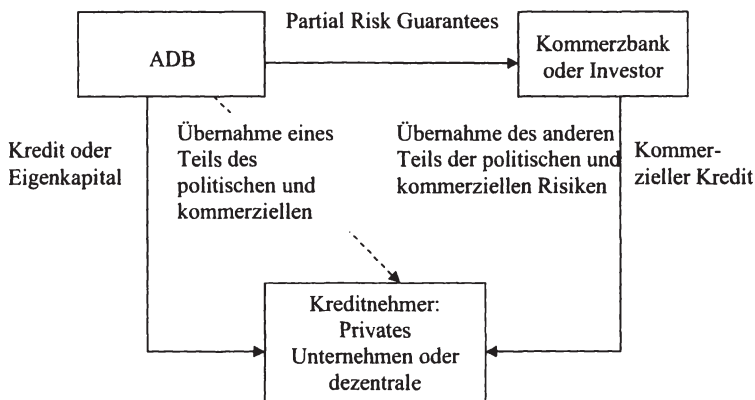 Partial Risk Guarantees
ADB
Kommerzbank
oder Investor
Kredit oder
Eigenkapital
Übernahme eines
Teils des
politischen und
kommerziellen
Übernahme des anderen
Teils der politischen und
kommerziellen Risiken
Kommer-
zieller Kredit
Kreditnehmer:
Privates
Unternehmen oder
dezentrale